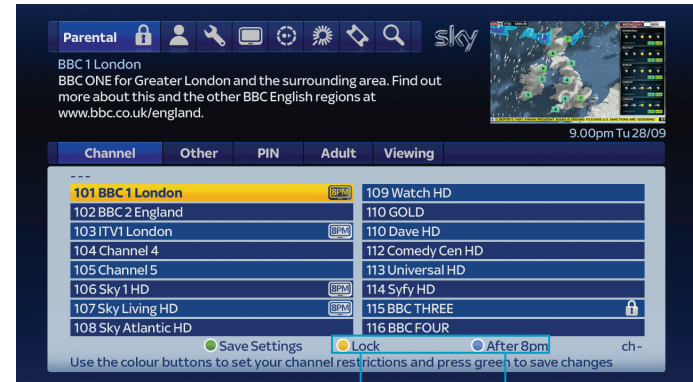 Parental
sky
BBC 1 London
BBC ONE for Greater London and the surrounding area. Find out
more about this and the other BBC English regions at
www.bbc.co.uk/england.
9.00pm Tu 28/09
Channel Other PIN Adult Viewing
---
101 BBC 1 London 8PM
102 BBC 2 England
103 ITV1 London 8PM
104 Channel 4
105 Channel 5
106 Sky 1 HD 8PM
107 Sky Living HD 8PM
108 Sky Atlantic HD
109 Watch HD
110 GOLD
110 Dave HD
112 Comedy Cen HD
113 Universal HD
114 Syfy HD
115 BBC THREE
116 BBC FOUR
Save Settings Lock After 8pm ch-
Use the colour buttons to set your channel restrictions and press green to save changes